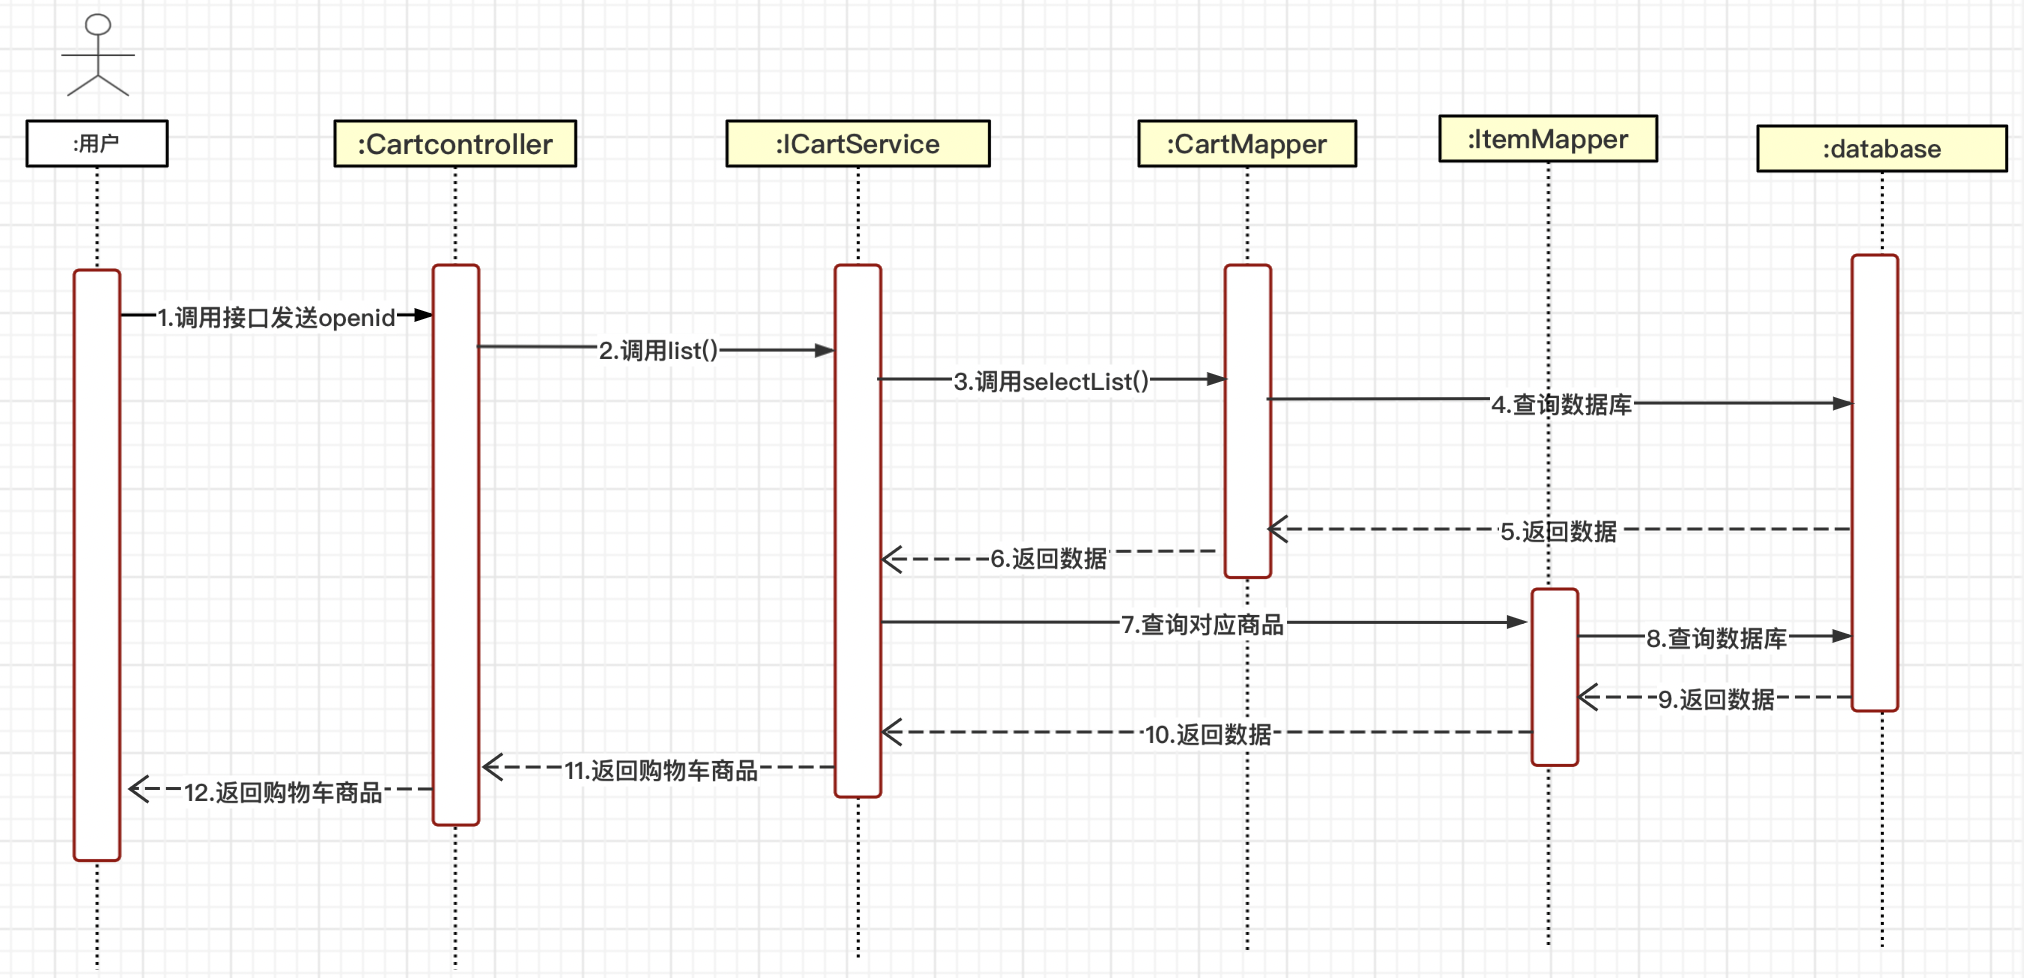 :用户
:Cartcontroller
:ICartService
:CartMapper
:ItemMapper
:database
1.调用接口发送openid
2.调用list()
3.调用selectList()
4.查询数据库
5.返回数据
6.返回数据
7.查询对应商品
8.查询数据库
9.返回数据
10.返回数据
11.返回购物车商品
12.返回购物车商品